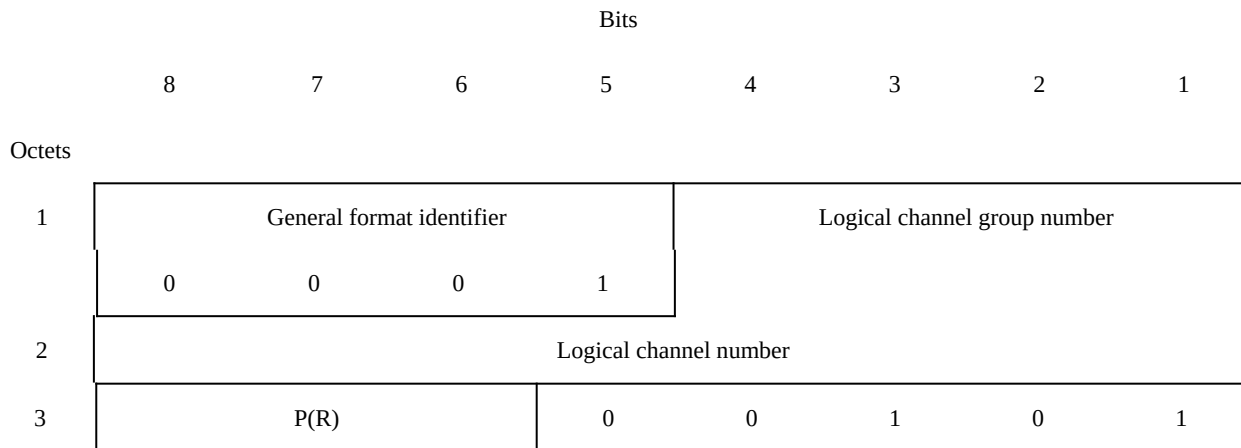 Bits
8 7 6 5 4 3 2 1
Octets
1 General format identifier Logical channel group number
0 0 0 1
2 Logical channel number
3 P(R) 0 0 1 0 1